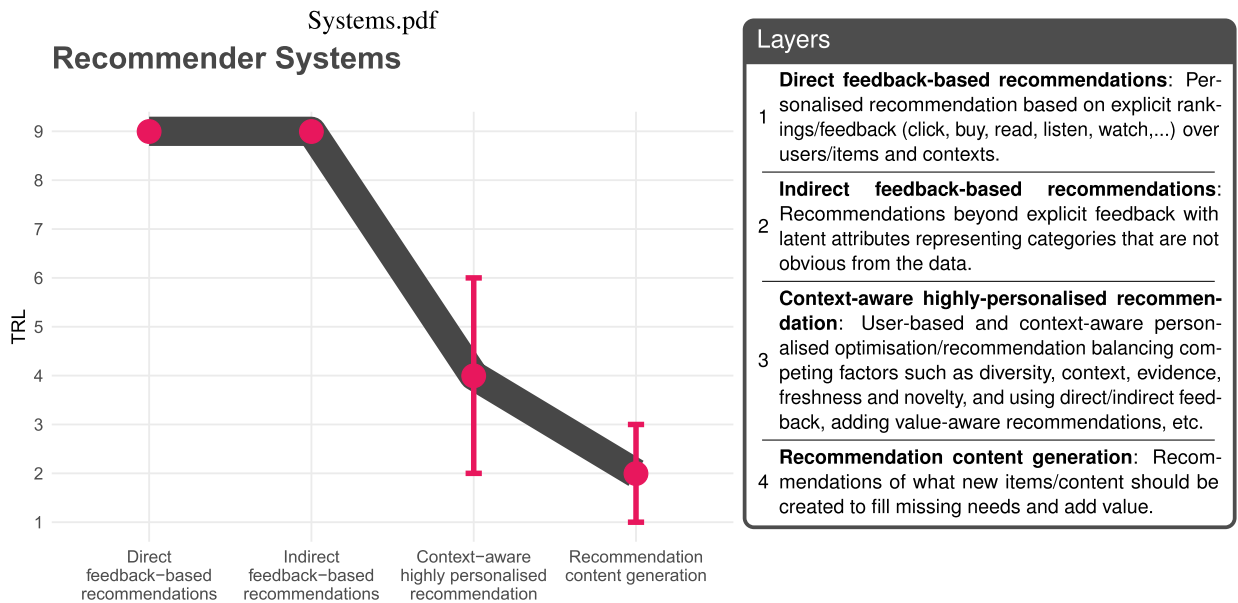 Systems.pdf
Recommender Systems
TRL
9
8
7
6
5
4
3
2
1
Direct
feedback−based
recommendations
Indirect
feedback−based
recommendations
Context−aware
highly personalised
recommendation
Recommendation
content generation
Layers
1
Direct feedback-based recommendations: Per-
sonalised recommendation based on explicit rank-
ings/feedback (click, buy, read, listen, watch,...) over
users/items and contexts.
2
Indirect feedback-based recommendations:
Recommendations beyond explicit feedback with
latent attributes representing categories that are not
obvious from the data.
3
Context-aware highly-personalised recommen-
dation: User-based and context-aware person-
alised optimisation/recommendation balancing com-
peting factors such as diversity, context, evidence,
freshness and novelty, and using direct/indirect feed-
back, adding value-aware recommendations, etc.
4
Recommendation content generation: Recom-
mendations of what new items/content should be
created to fill missing needs and add value.